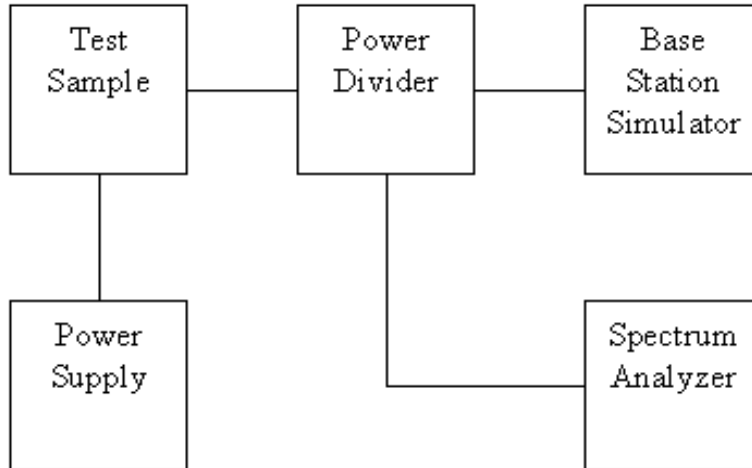 Test
Sample
Power
Divider
Base
Station
Simulator
Power
Supply
Spectrum
Analyzer